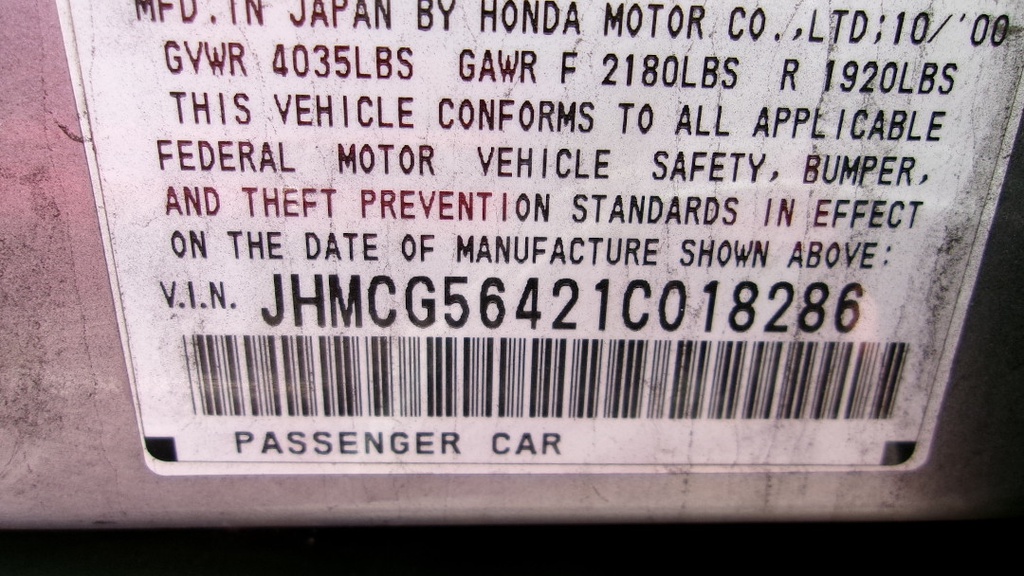 MFD.IN JAPAN BY HONDA MOTOR CO.,LTD;10/'00
GVWR 4035LBS GAWR F 2180LBS R 1920LBS
THIS VEHICLE CONFORMS TO ALL APPLICABLE
FEDERAL MOTOR VEHICLE SAFETY, BUMPER,
AND THEFT PREVENTION STANDARDS IN EFFECT
ON THE DATE OF MANUFACTURE SHOWN ABOVE:
V.I.N. JHMCG56421C018286
PASSENGER CAR